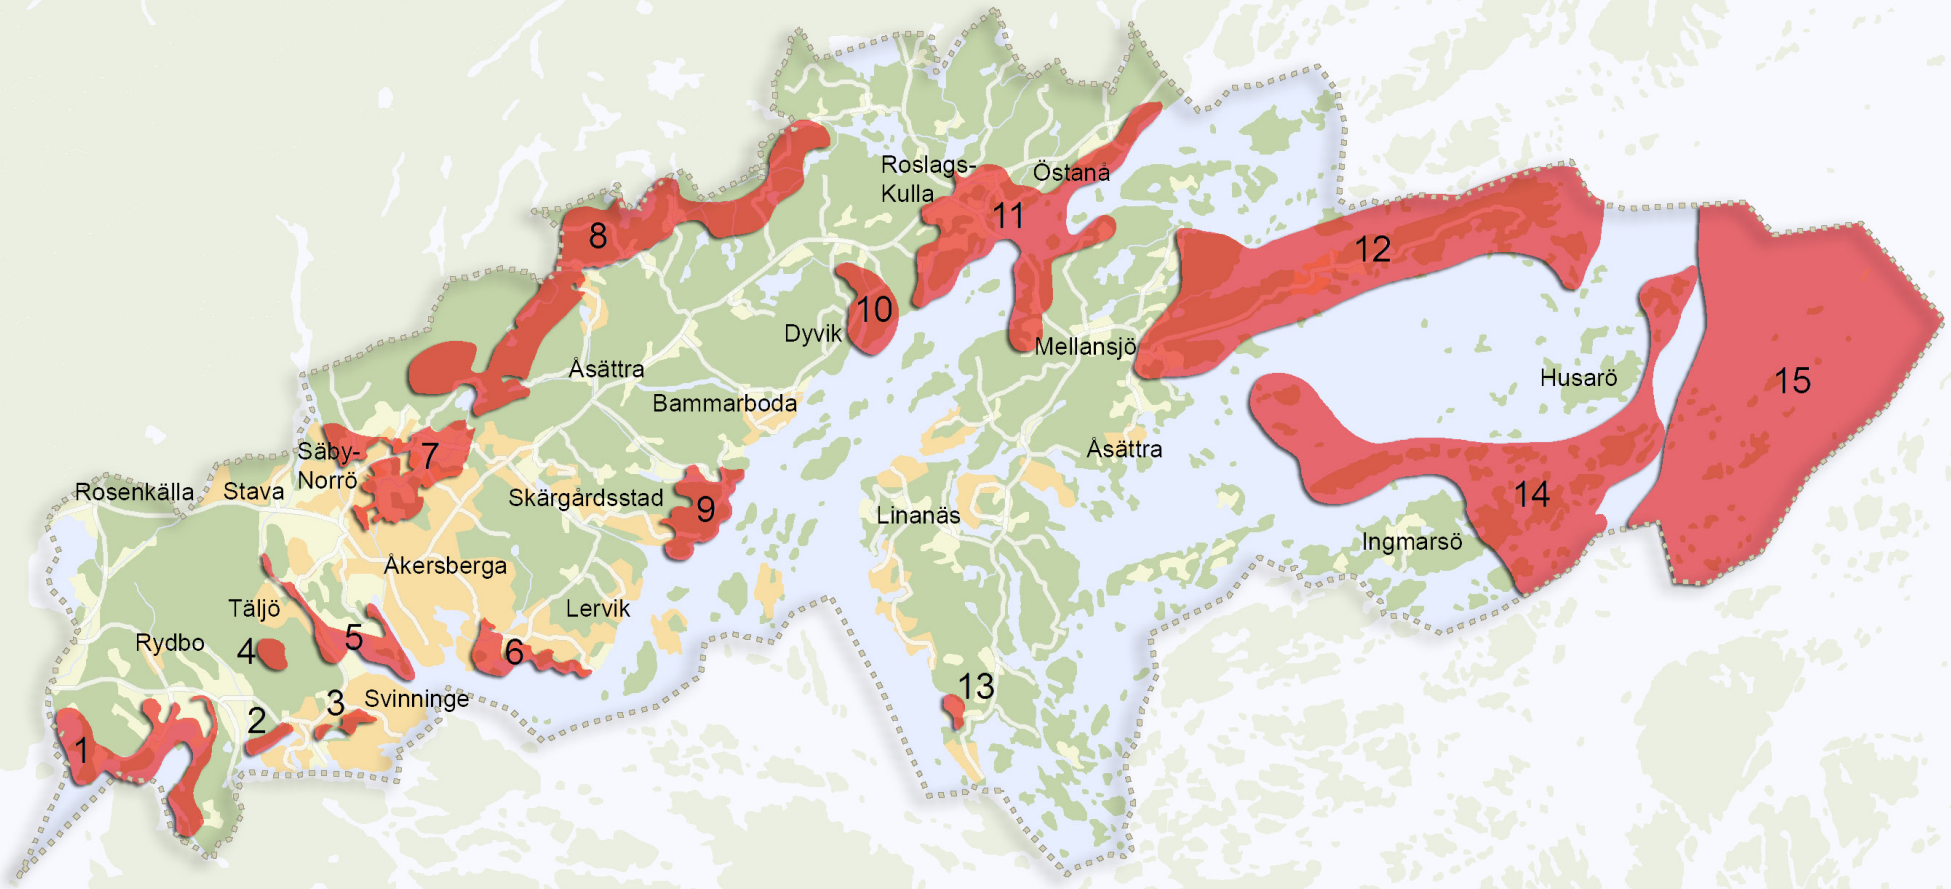 Roslags-
Kulla
Östanå
11
8
12
10
Dyvik
Mellansjö
Husarö
15
Åsättra
Bammarboda
Säby-
Norrö
7
Åsättra
Rosenkälla
Stava
Skärgårdsstad
9
Linanäs
14
Ingmarsö
Åkersberga
Täljö
Lervik
Rydbo
4
5
6
13
Svinninge
3
2
1